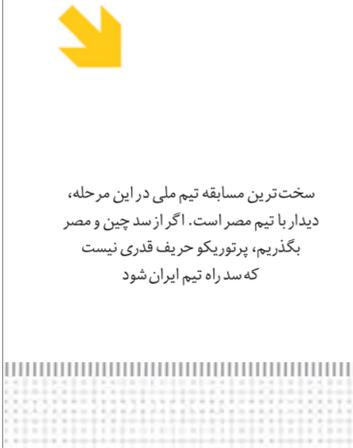 سخت‌ترین مسابقه تیم ملی در این مرحله،
دیدار با تیم مصر است. اگر از سد چین و مصر
بگذریم، پرتوریکو حریف قدری نیست
که سد راه تیم ایران شود